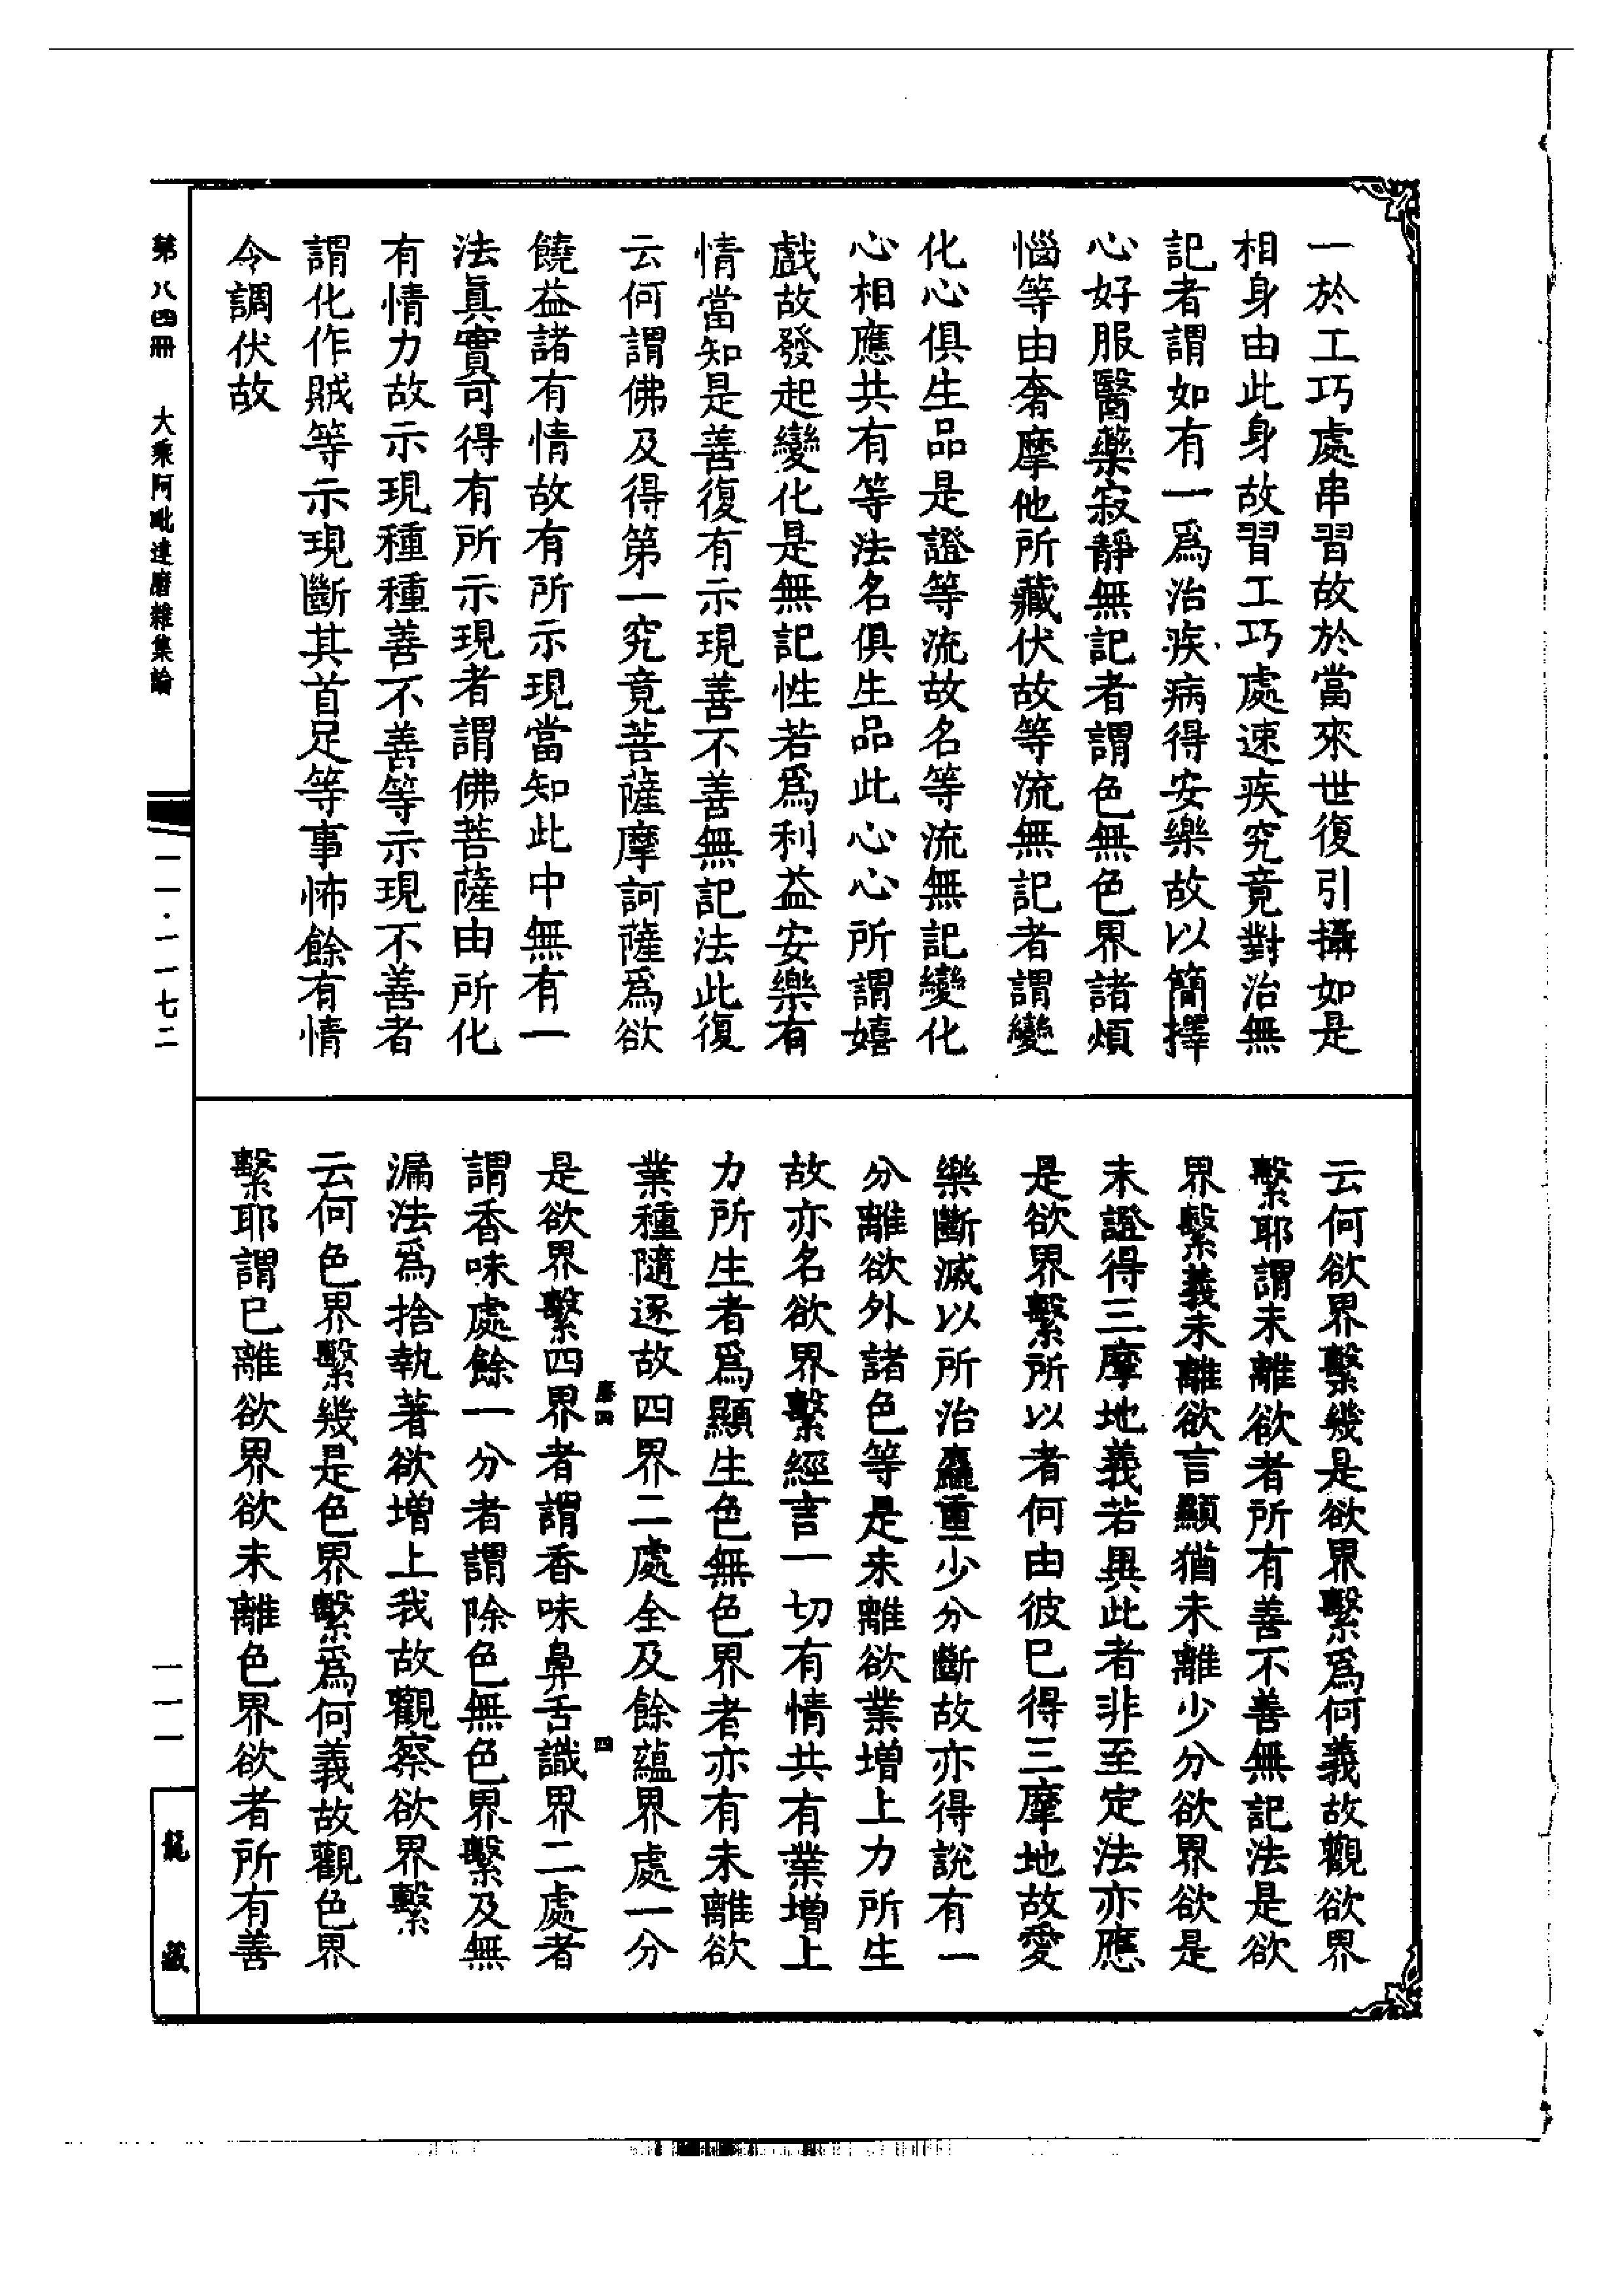 一於工巧處串習故於當來世復引攝如是
相身由此身故習工巧處速疾究竟對治無
記者謂如有一爲治疾病得安樂故以簡擇
心好服醫藥寂靜無記者謂色無色界諸煩
惱等由奢摩他所藏伏故等流無記者謂變
化心俱生品是證等流故名等流無記變化
心相應共有等法名俱生品此心心所謂嬉
戲故發起變化是無記性若爲利益安樂有
情當知是善復有示現善不善無記法此復
云何謂佛及得第一究竟菩薩摩訶薩爲欲
饒益諸有情故有所示現當知此中無有一
法真實可得有所示現者謂佛菩薩由所化
有情力故示現種種善不善等示現不善者
謂化作賊等示現斷其首足等事怖餘有情
令調伏故
云何欲界繫幾是欲界繫爲何義故觀欲界
繫耶謂未離欲者所有善不善無記法是欲
界繫義未離欲言顯猶未離少分欲界欲是
未證得三摩地義若異此者非至定法亦應
是欲界繫所以者何由彼已得三摩地故愛
樂斷滅以所治麤重少分斷故亦得說有一
分離欲外諸色等是未離欲業增上力所生
故亦名欲界繫經言一切有情共有業增上
力所生者爲顯生色無色界者亦有未離欲
業種隨逐故四界二處全及餘蘊界處一分
是欲界繫四界者謂香味鼻舌識界二處者
謂香味處餘一分者謂除色無色界繫及無
漏法爲捨執著欲增上我故觀察欲界繫
云何色界繫幾是色界繫爲何義故觀色界
繫耶謂已離欲界欲未離色界欲者所有善
第八四冊 大乘阿毗達磨雜集論
一一·一一七二
一一一
龍藏